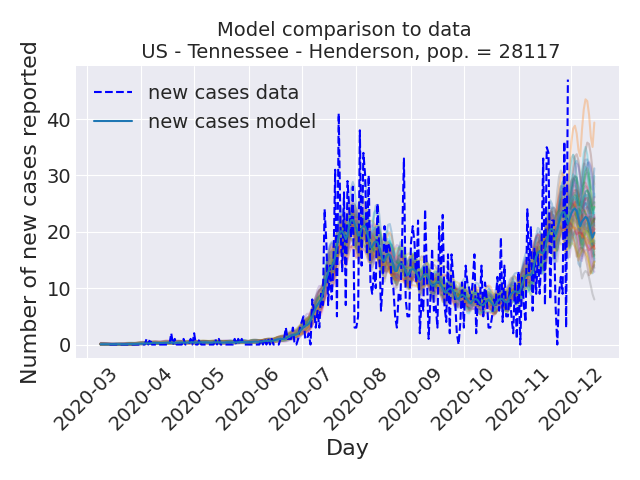 Model comparison to data
US - Tennessee - Henderson, pop. = 28117
Number of new cases reported
new cases data
new cases model
40
30
20
10
0
2020-03
2020-04
2020-05
2020-06
2020-07
2020-08
2020-09
2020-10
2020-11
2020-12
Day